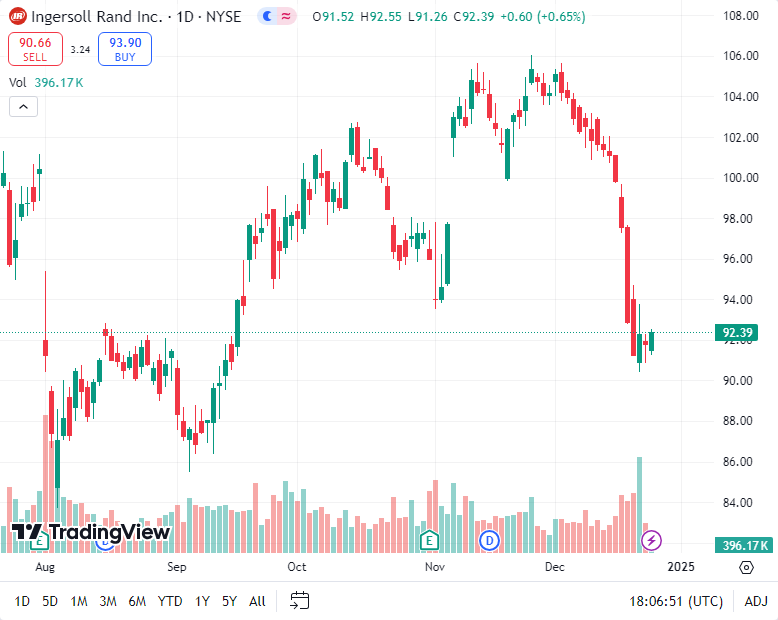 Ingersoll Rand Inc. · 1D · NYSE O91.52 H92.55 L91.26 C92.39 +0.60 (+0.65%)
90.66 SELL 3.24 93.90 BUY
Vol 396.17K
108.00
106.00
104.00
102.00
100.00
98.00
96.00
94.00
92.39
92.00
90.00
88.00
86.00
84.00
TradingView
E D E D
396.17K
Aug Sep Oct Nov Dec 2025
1D 5D 1M 3M 6M YTD 1Y 5Y All 18:06:51 (UTC) ADJ